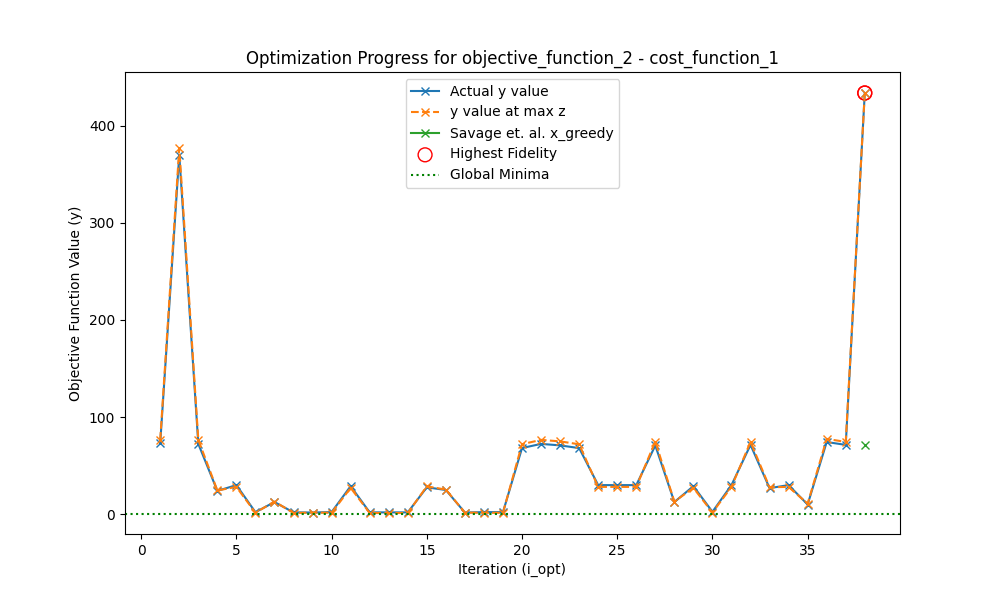 Optimization Progress for objective_function_2 - cost_function_1
Actual y value
y value at max z
Savage et. al. x_greedy
Highest Fidelity
Global Minima
Objective Function Value (y)
400
300
200
100
0
0 5 10 15 20 25 30 35
Iteration (i_opt)